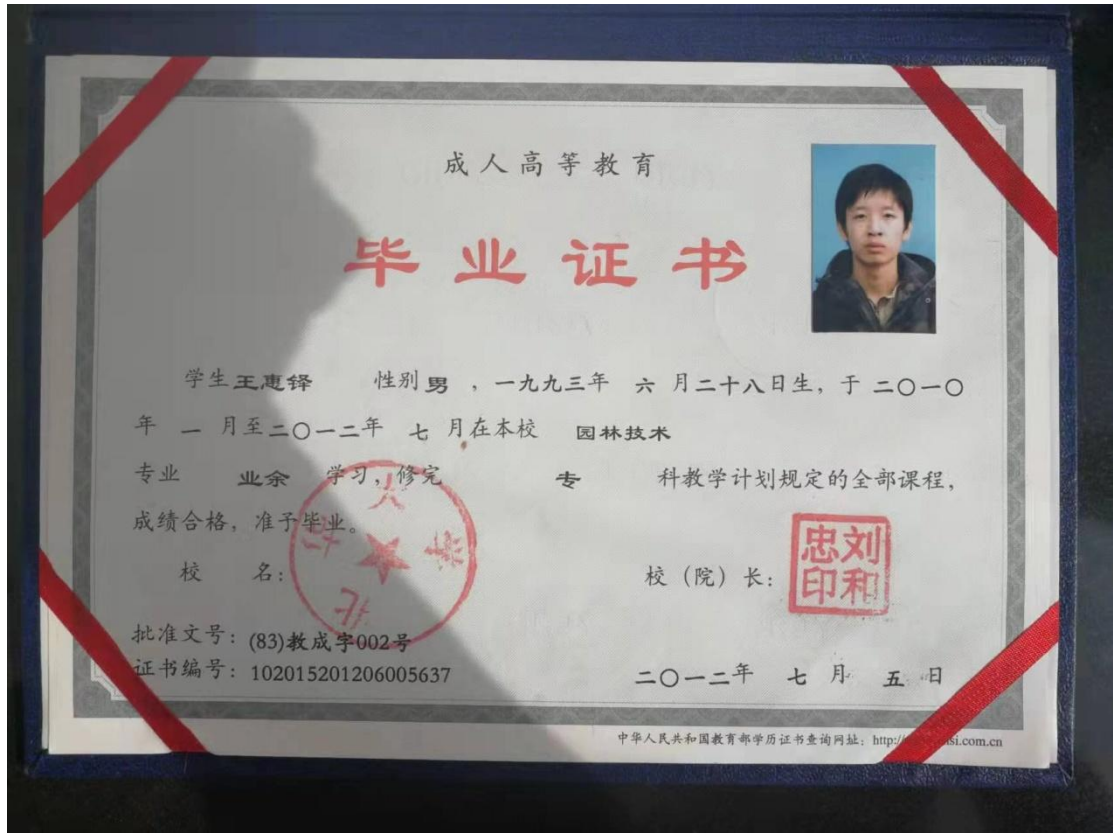 成人高等教育
毕业证书
学生 王惠铎 性别 男 ,一九九三年 六 月二十八日生,于 二〇一〇
年 一 月至二〇一二年 七 月在本校 园林技术
专业 业余 学习,修完 专 科教学计划规定的全部课程,
成绩合格,准予毕业。
校 名: 校(院)长:
北方大学
刘和忠印
批准文号:(83)教成字002号
证书编号:102015201206005637
二〇一二年 七 月 五 日
中华人民共和国教育部学历证书查询网址:http://
si.com.cn